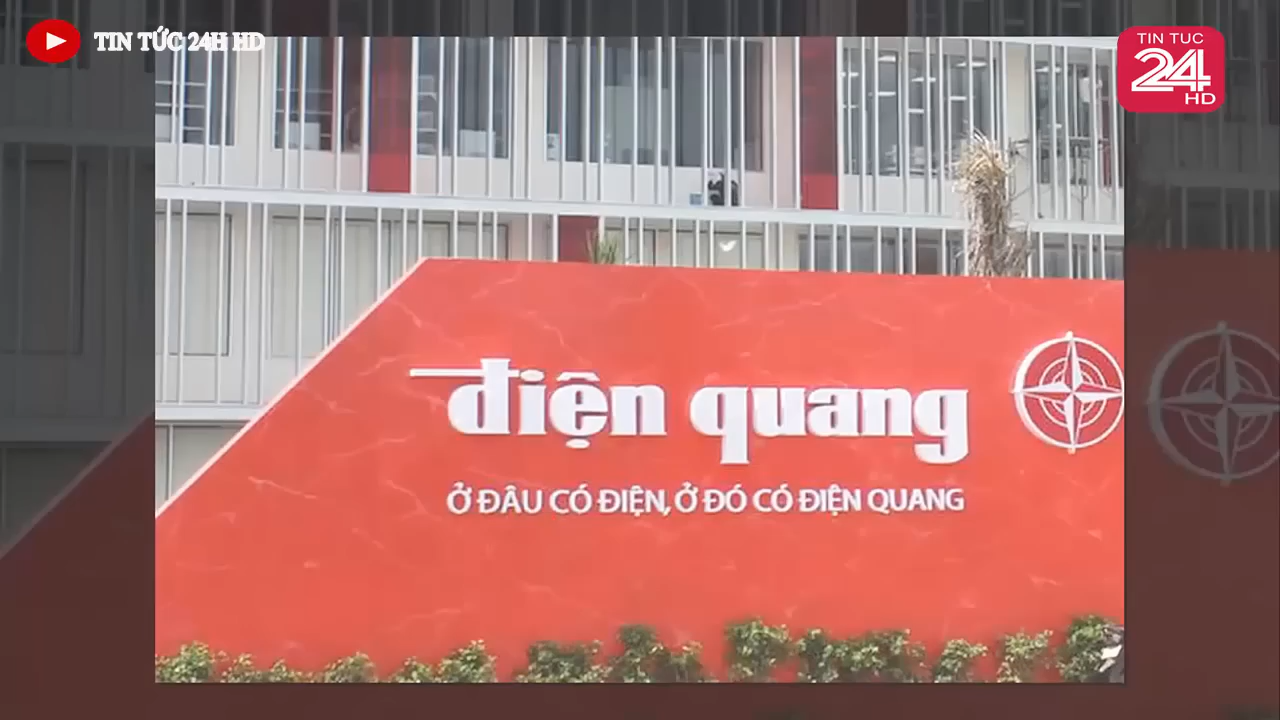 TIN TỨC 24H HD
TIN TUC
24
HD
điện quang
Ở ĐÂU CÓ ĐIỆN, Ở ĐÓ CÓ ĐIỆN QUANG